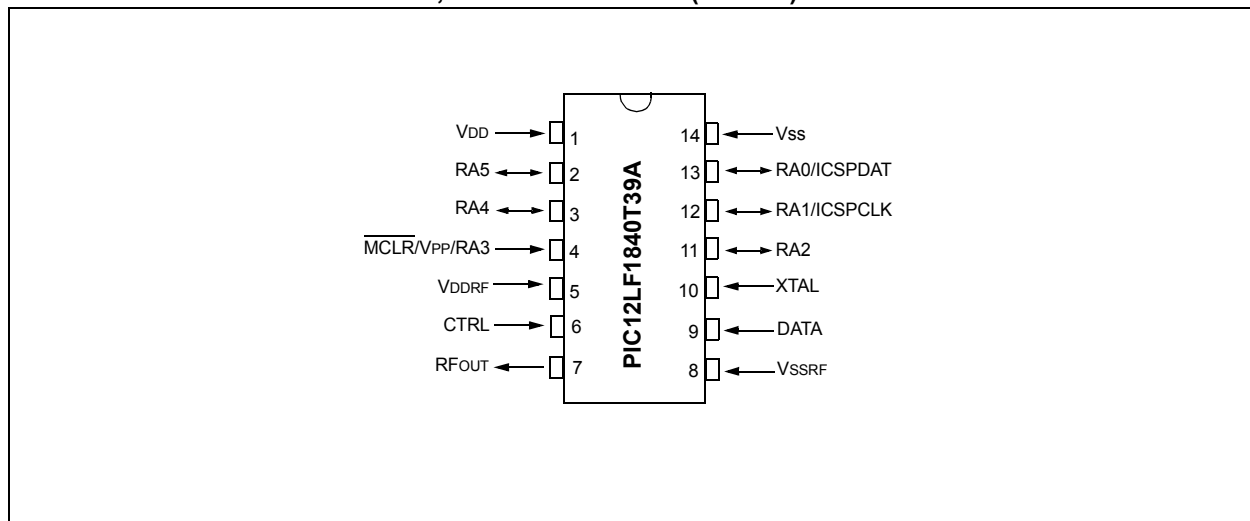 VDD 1 14 Vss
RA5 2 13 RA0/ICSPDAT
RA4 3 12 RA1/ICSPCLK
MCLR/VPP/RA3 4 11 RA2
VDDRF 5 10 XTAL
CTRL 6 9 DATA
RFOUT 7 8 VSSRF
PIC12LF1840T39A